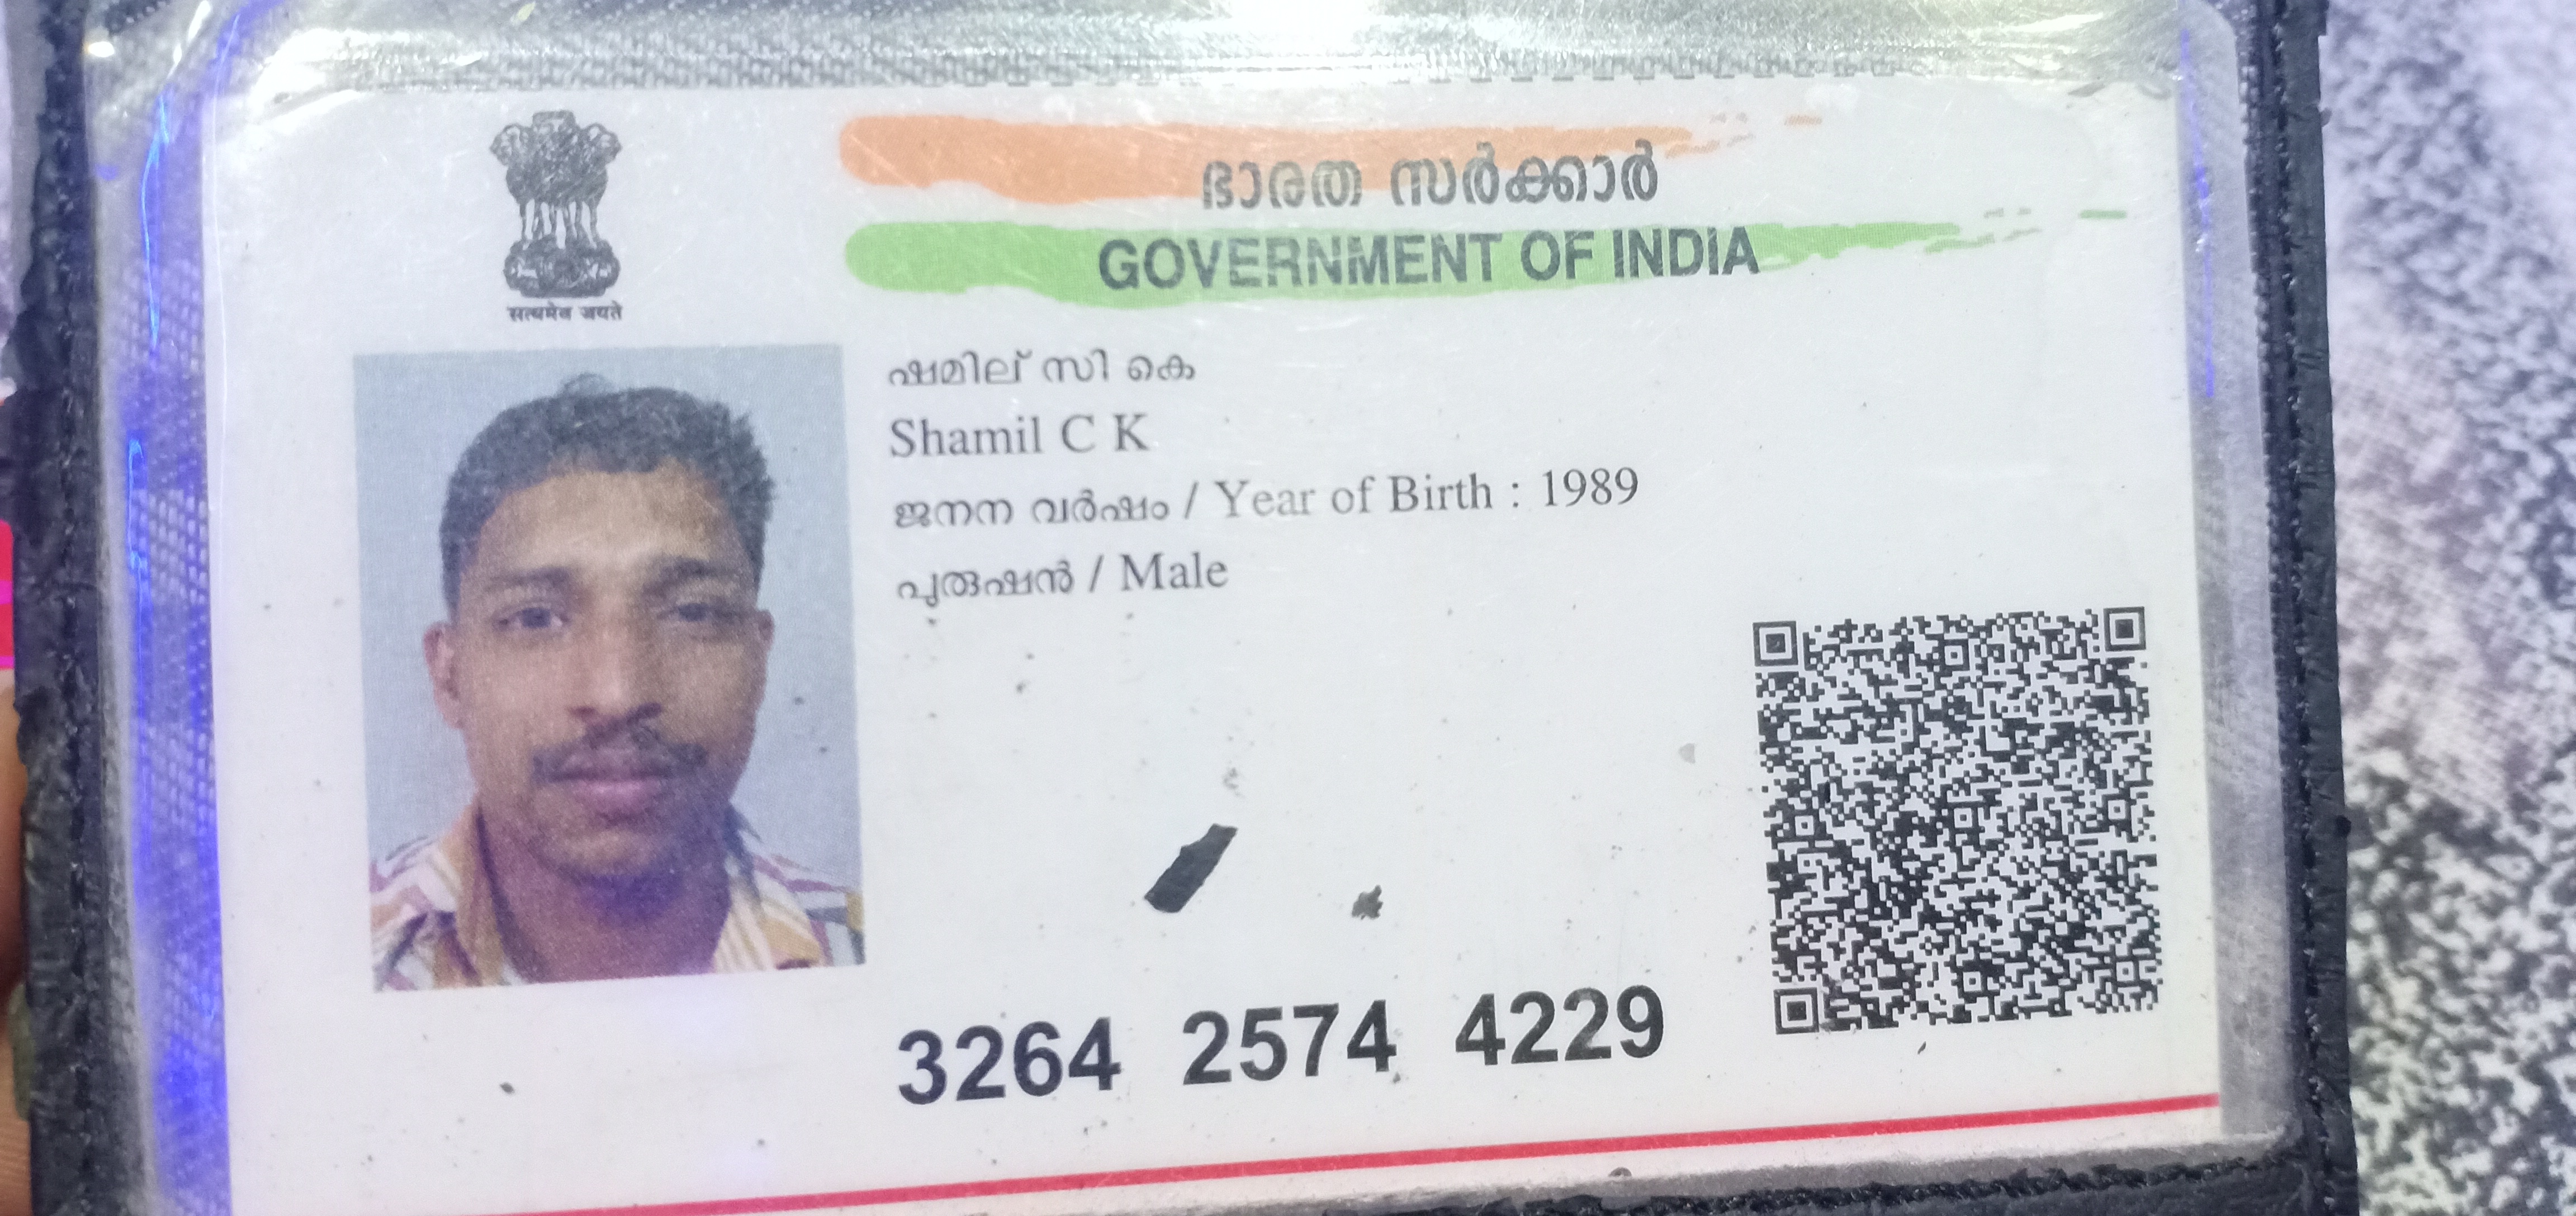 सत्यमेव जयते
ഭാരത സർക്കാർ
GOVERNMENT OF INDIA
ഷമില് സി കെ
Shamil C K
ജനന വർഷം / Year of Birth : 1989
പുരുഷൻ / Male
3264 2574 4229